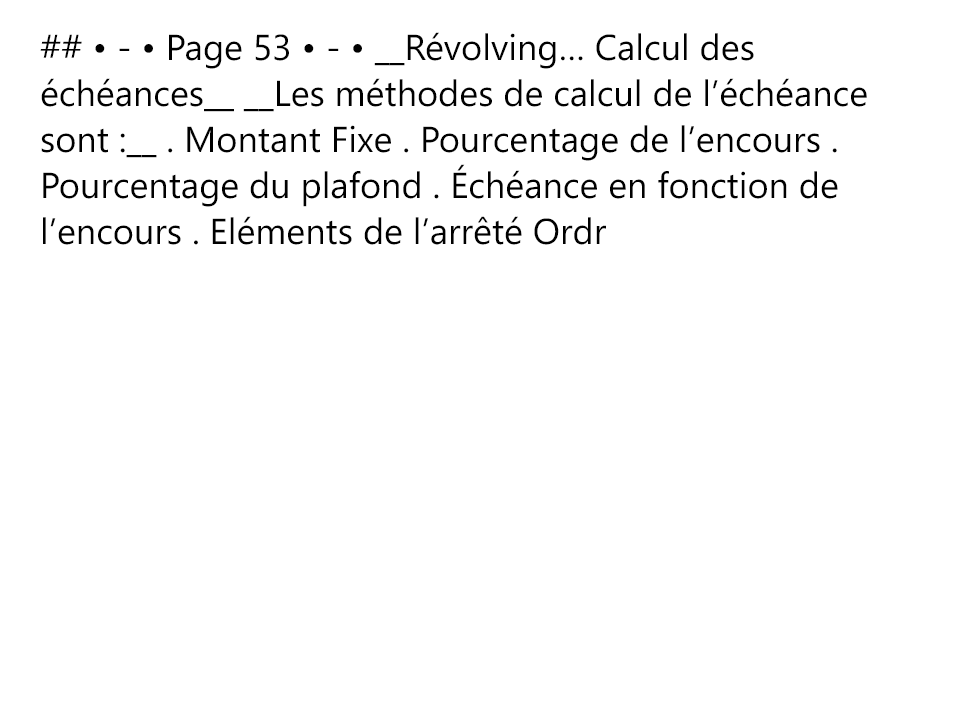 ## • - • Page 53 • - • __Révolving… Calcul des
échéances__ __Les méthodes de calcul de l’échéance
sont :__ . Montant Fixe . Pourcentage de l’encours .
Pourcentage du plafond . Échéance en fonction de
l’encours . Eléments de l’arrêté Ordr